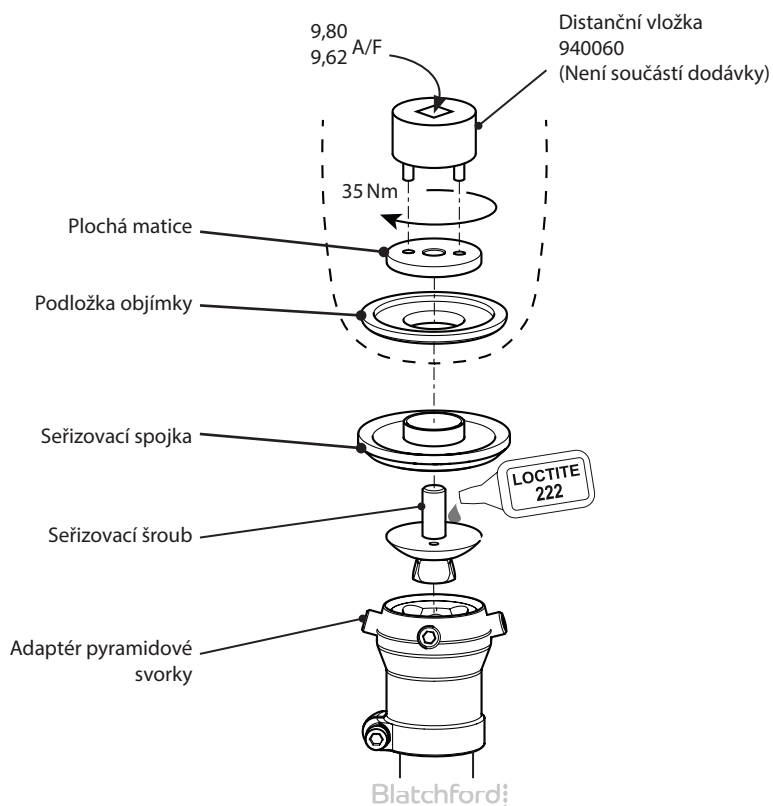 9,80
9,62 A/F
Distanční vložka
940060
(Není součástí dodávky)
35 Nm
Plochá matice
Podložka objímky
Seřizovací spojka
LOCTITE
222
Seřizovací šroub
Adaptér pyramidové
svorky
Blatchford